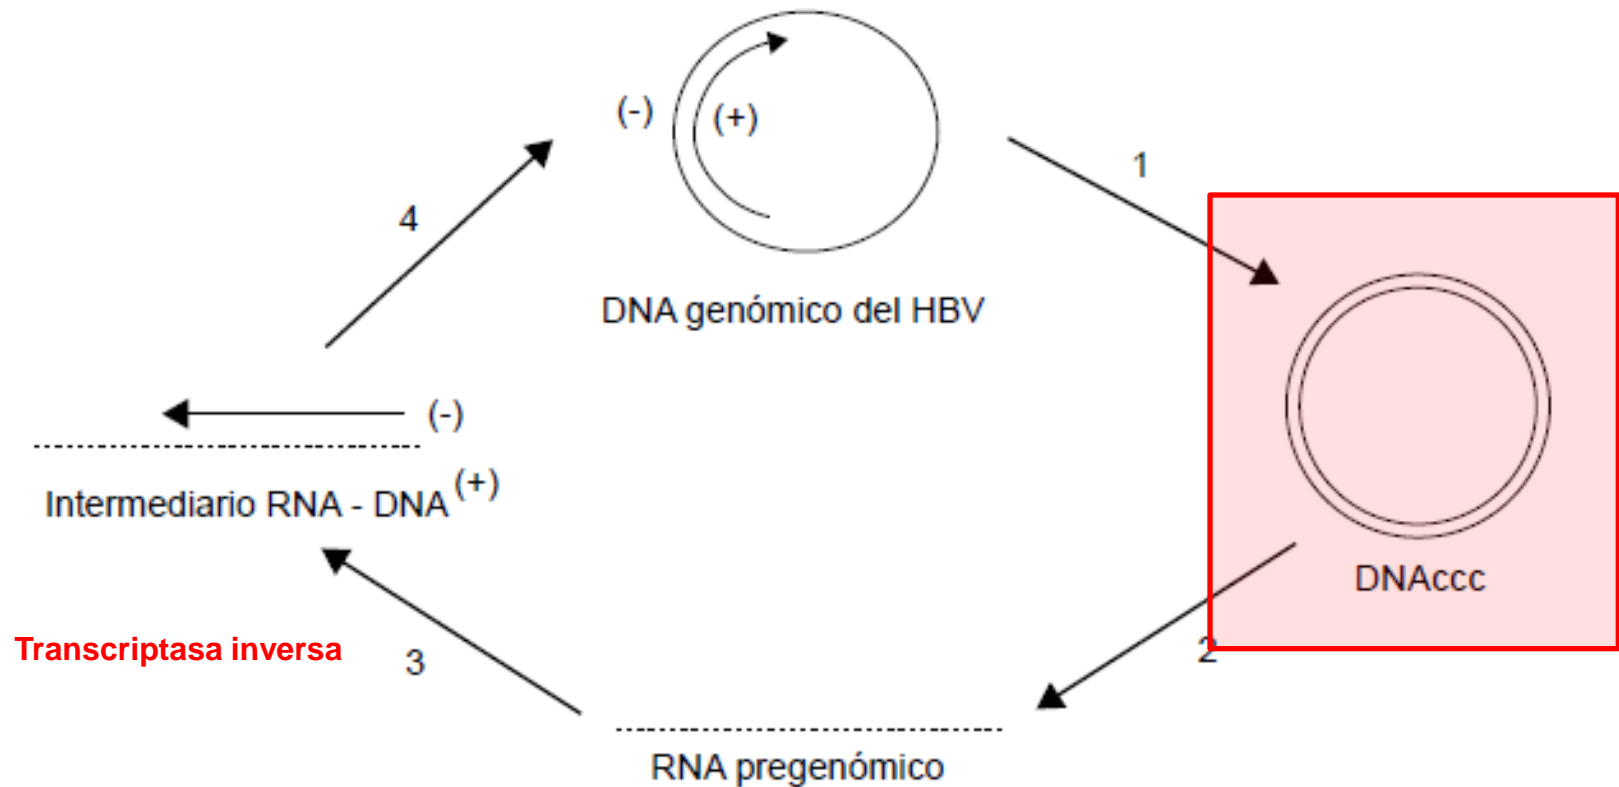 (-)
(+)
1
4
DNA genómico del HBV
(-)
(+)
Intermediario RNA - DNA
DNAccc
Transcriptasa inversa
3
2
RNA pregenómico